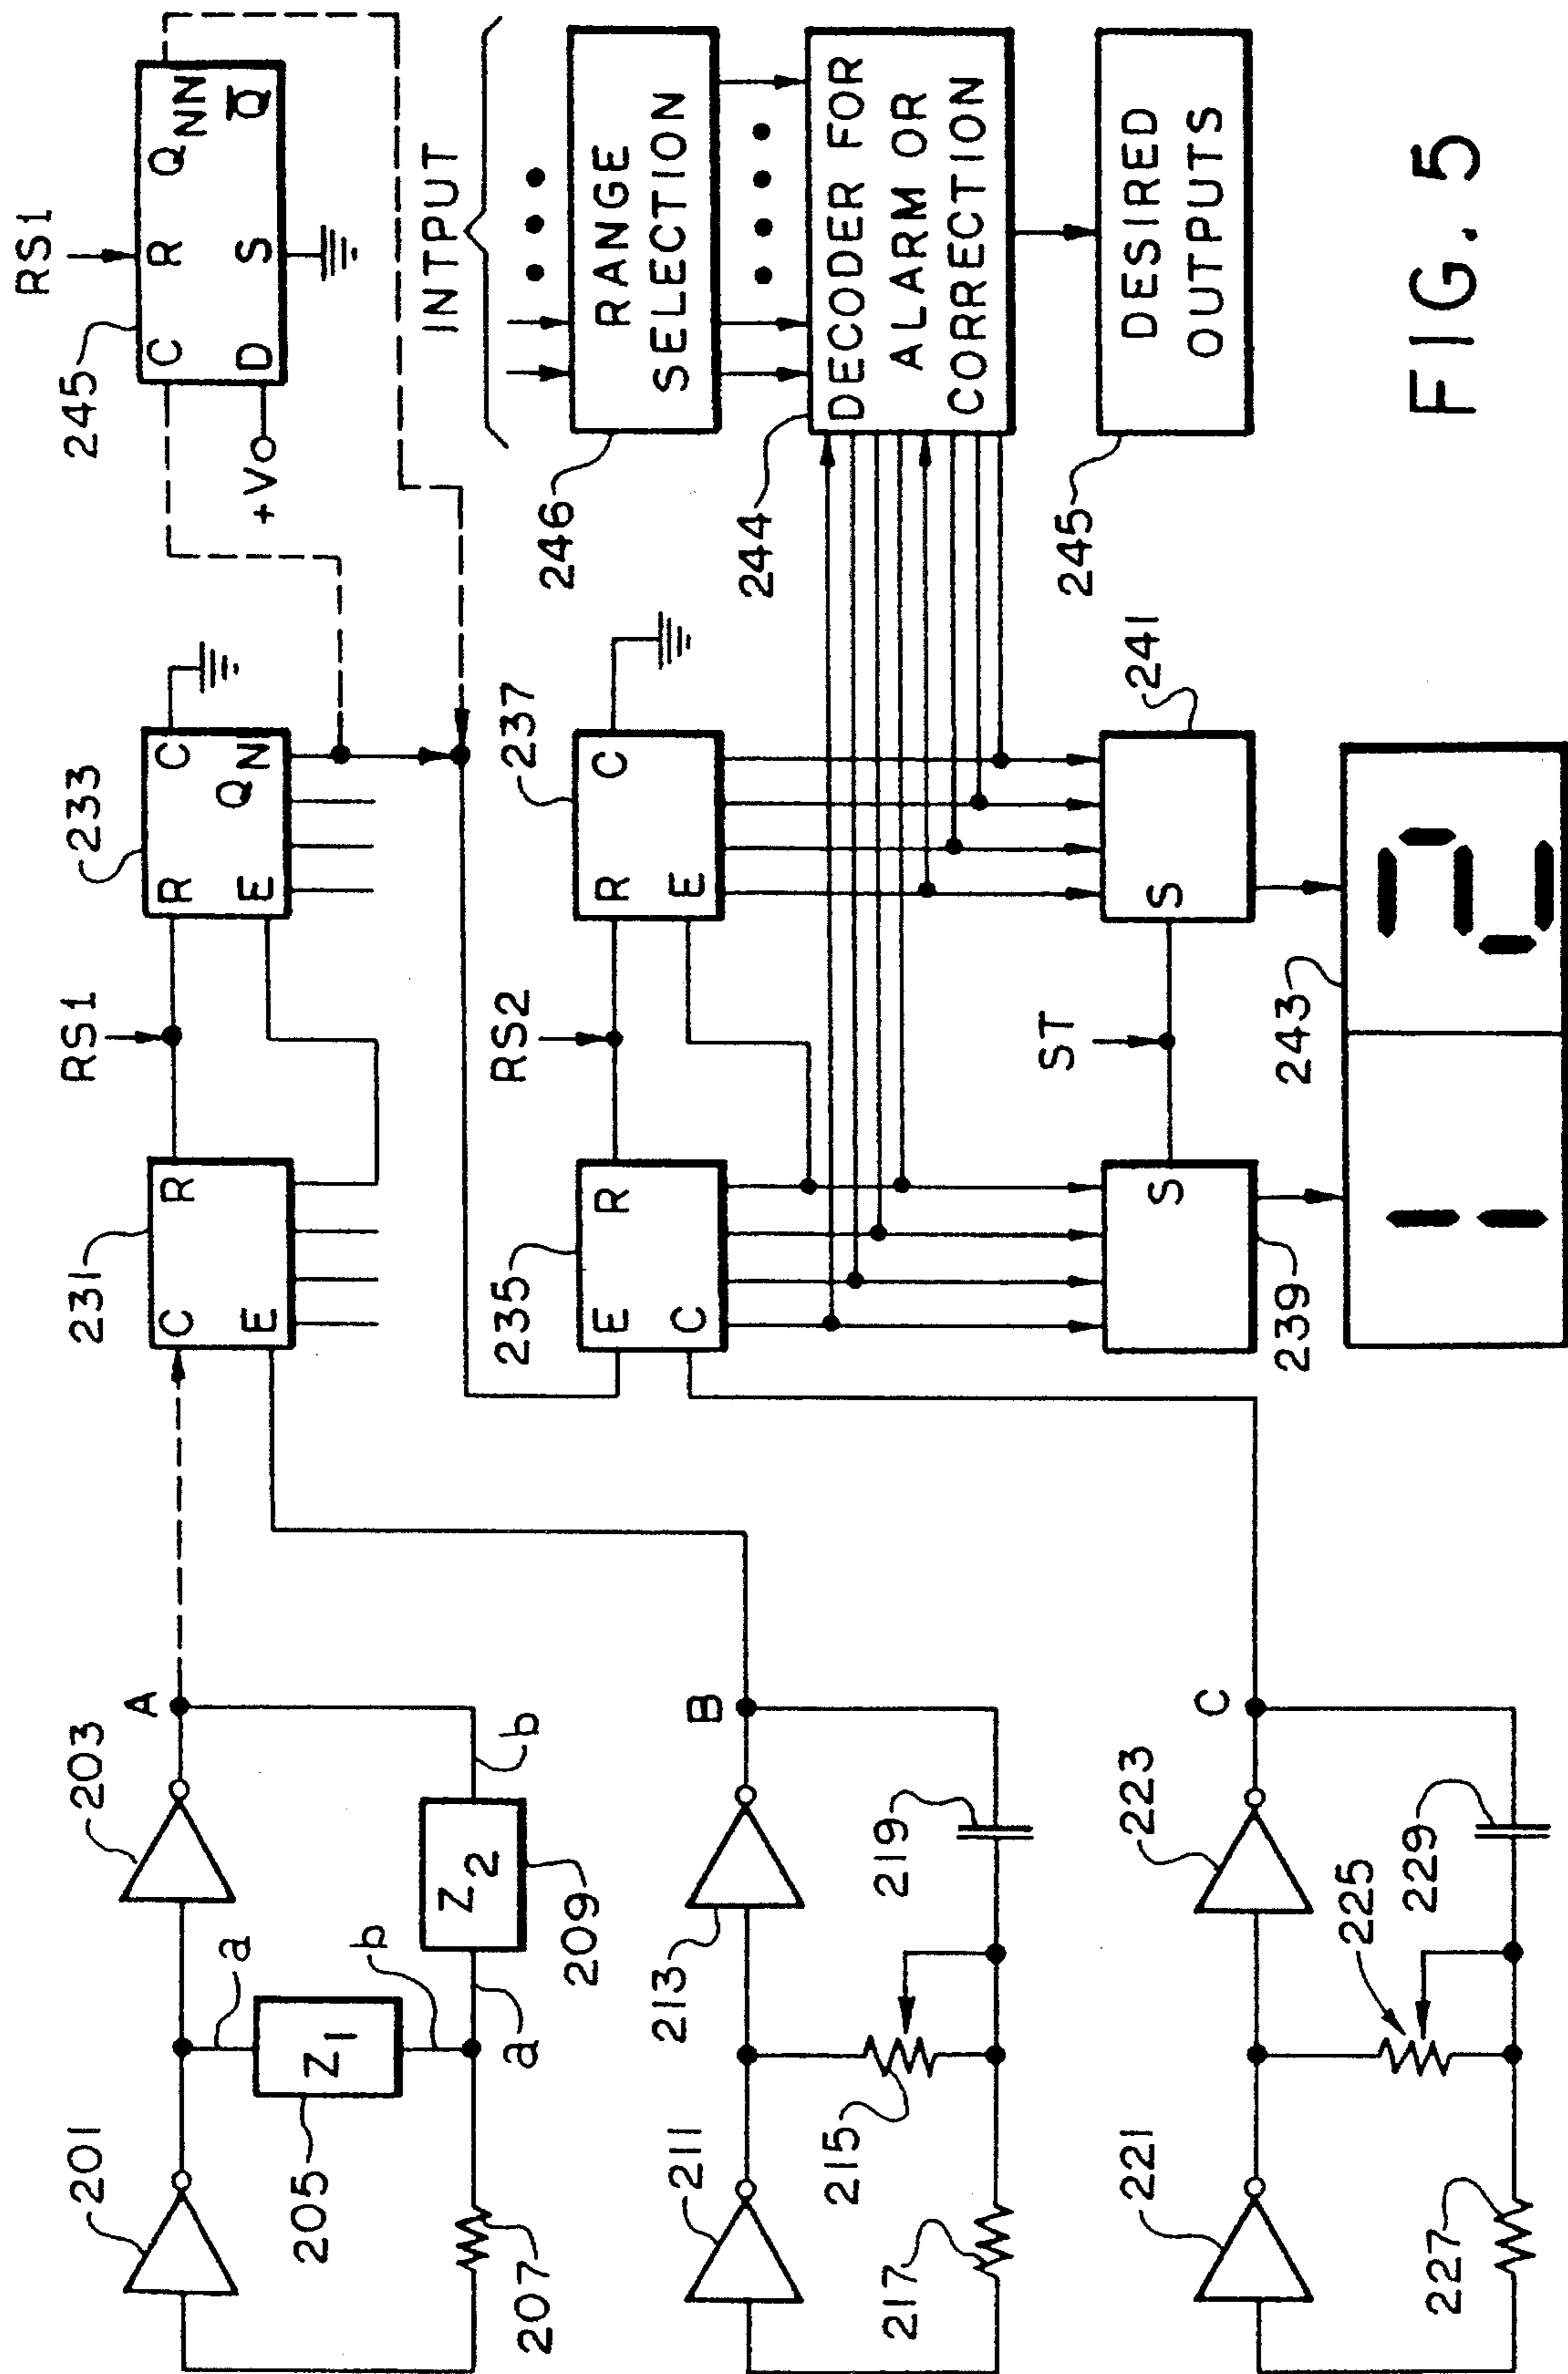 RS1
245
C R Q NN
D S Q̅
+V
INTPUT
246
RANGE
SELECTION
244
DECODER FOR
ALARM OR
CORRECTION
245
DESIRED
OUTPUTS
231
C R
E
RS1
233
R C
E Q N
235
E R
C
RS2
237
R C
E
239
S
ST
241
S
243
12
201
203
A
a
Z1
205
b
207
a
Z2
209
b
211
213
B
215
217
219
221
223
C
225
227
229
FIG. 5